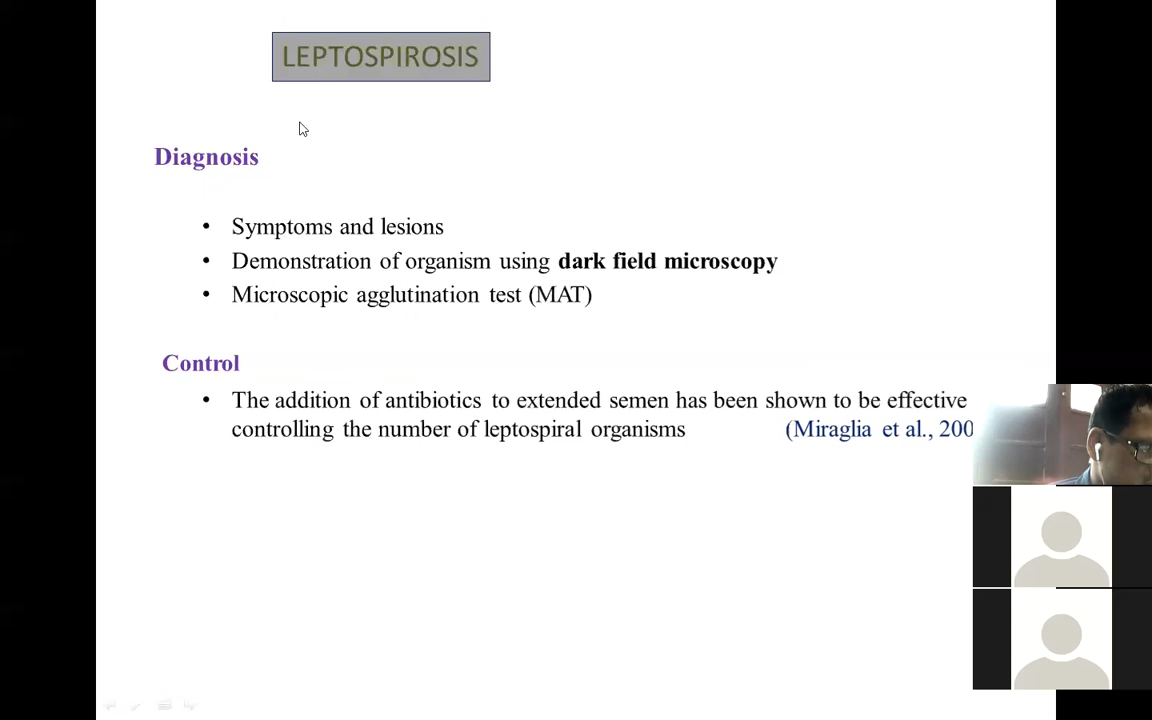 LEPTOSPIROSIS
Diagnosis
• Symptoms and lesions
• Demonstration of organism using dark field microscopy
• Microscopic agglutination test (MAT)
Control
• The addition of antibiotics to extended semen has been shown to be effective
controlling the number of leptospiral organisms (Miraglia et al., 200